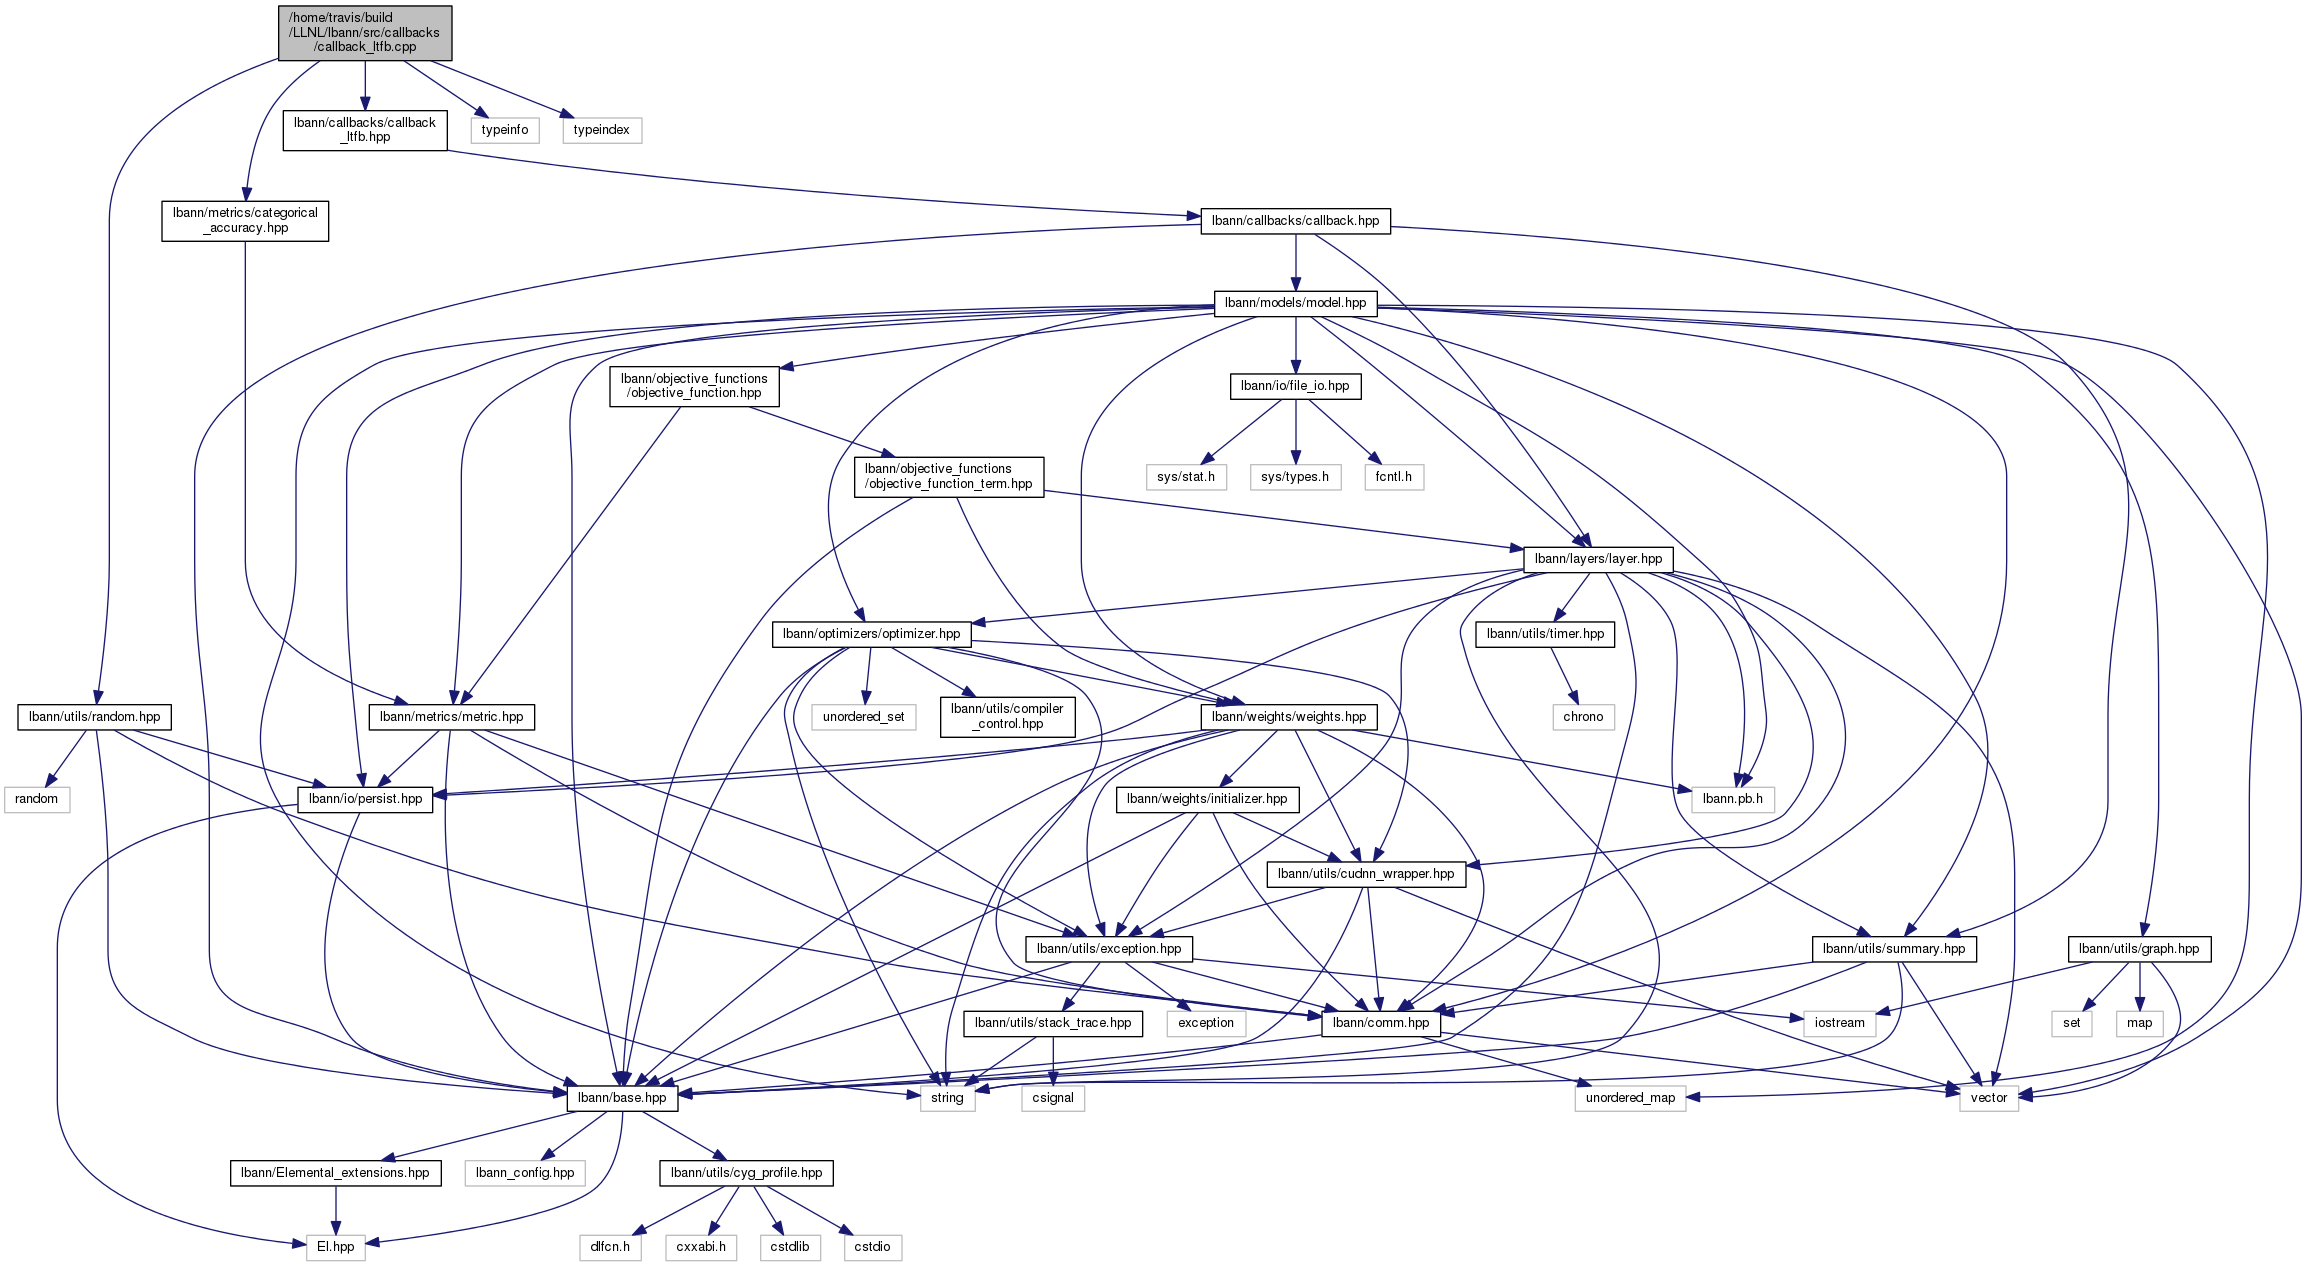 /home/travis/build
/LLNL/lbann/src/callbacks
/callback_ltfb.cpp
lbann/callbacks/callback
_ltfb.hpp
typeinfo
typeindex
lbann/metrics/categorical
_accuracy.hpp
lbann/callbacks/callback.hpp
lbann/models/model.hpp
lbann/objective_functions
/objective_function.hpp
lbann/io/file_io.hpp
lbann/objective_functions
/objective_function_term.hpp
sys/stat.h
sys/types.h
fcntl.h
lbann/layers/layer.hpp
lbann/optimizers/optimizer.hpp
lbann/utils/timer.hpp
lbann/utils/random.hpp
lbann/metrics/metric.hpp
unordered_set
lbann/utils/compiler
_control.hpp
lbann/weights/weights.hpp
chrono
random
lbann/io/persist.hpp
lbann/weights/initializer.hpp
lbann.pb.h
lbann/utils/cudnn_wrapper.hpp
lbann/utils/exception.hpp
lbann/utils/summary.hpp
lbann/utils/graph.hpp
lbann/utils/stack_trace.hpp
exception
lbann/comm.hpp
iostream
set
map
lbann/base.hpp
string
csignal
unordered_map
vector
lbann/Elemental_extensions.hpp
lbann_config.hpp
lbann/utils/cyg_profile.hpp
El.hpp
dlfcn.h
cxxabi.h
cstdlib
cstdio